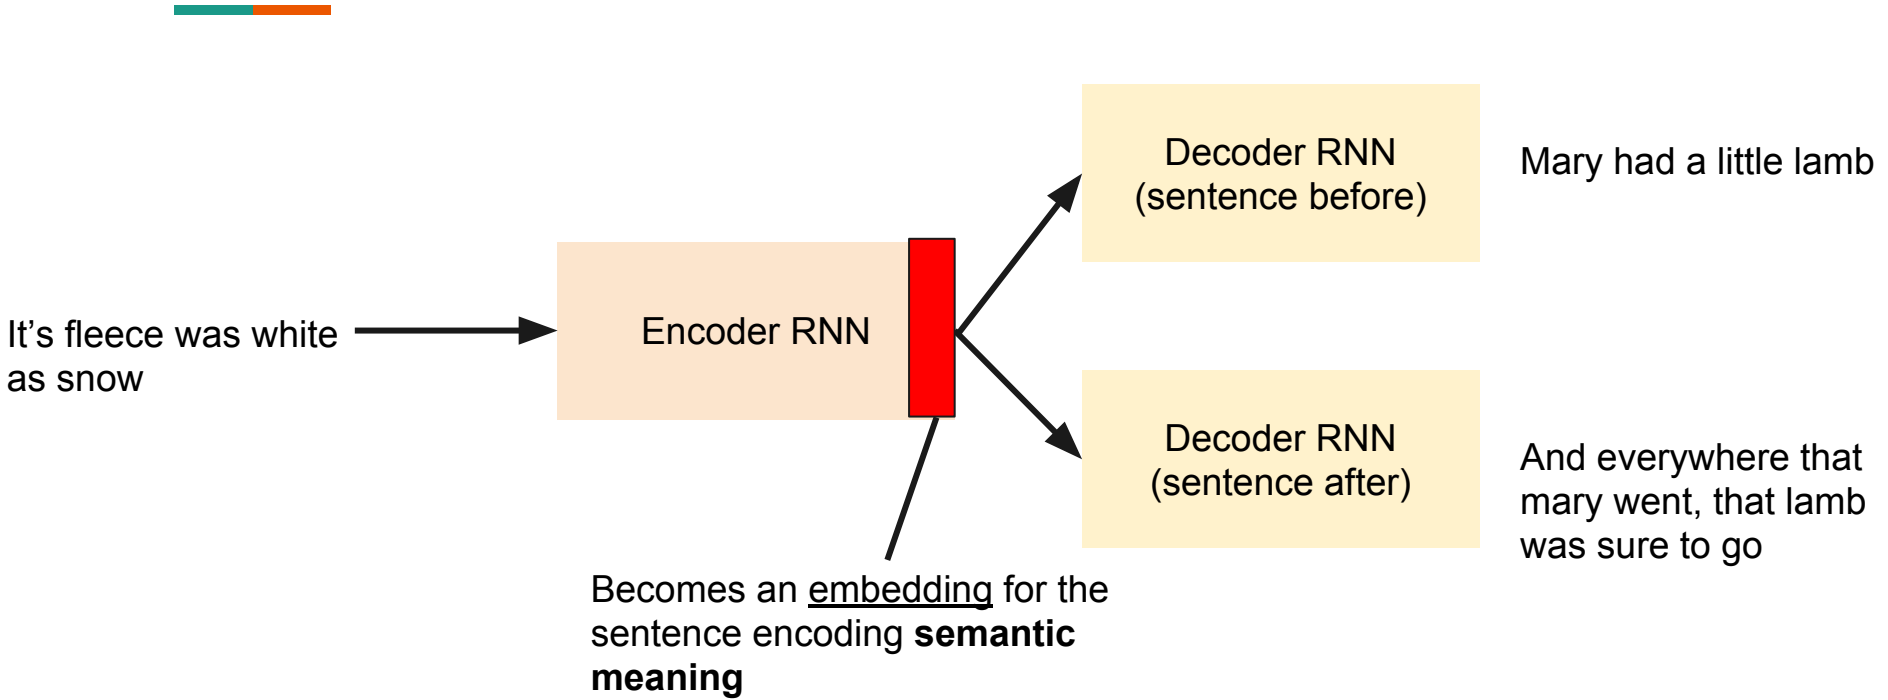 Decoder RNN
(sentence before)
Mary had a little lamb
It’s fleece was white
as snow
Encoder RNN
Decoder RNN
(sentence after)
And everywhere that
mary went, that lamb
was sure to go
Becomes an embedding for the
sentence encoding semantic
meaning